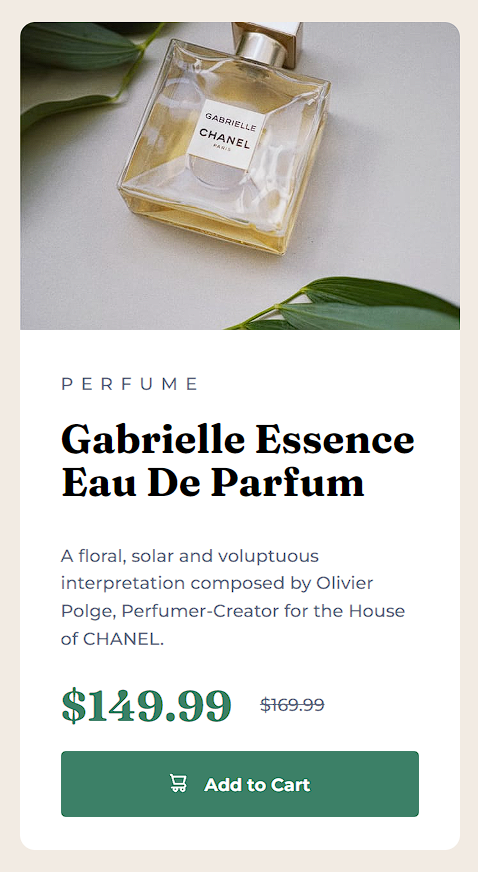 GABRIELLE
CHANEL
PARIS
PERFUME
Gabrielle Essence
Eau De Parfum
A floral, solar and voluptuous
interpretation composed by Olivier
Polge, Perfumer-Creator for the House
of CHANEL.
$149.99 $169.99
Add to Cart